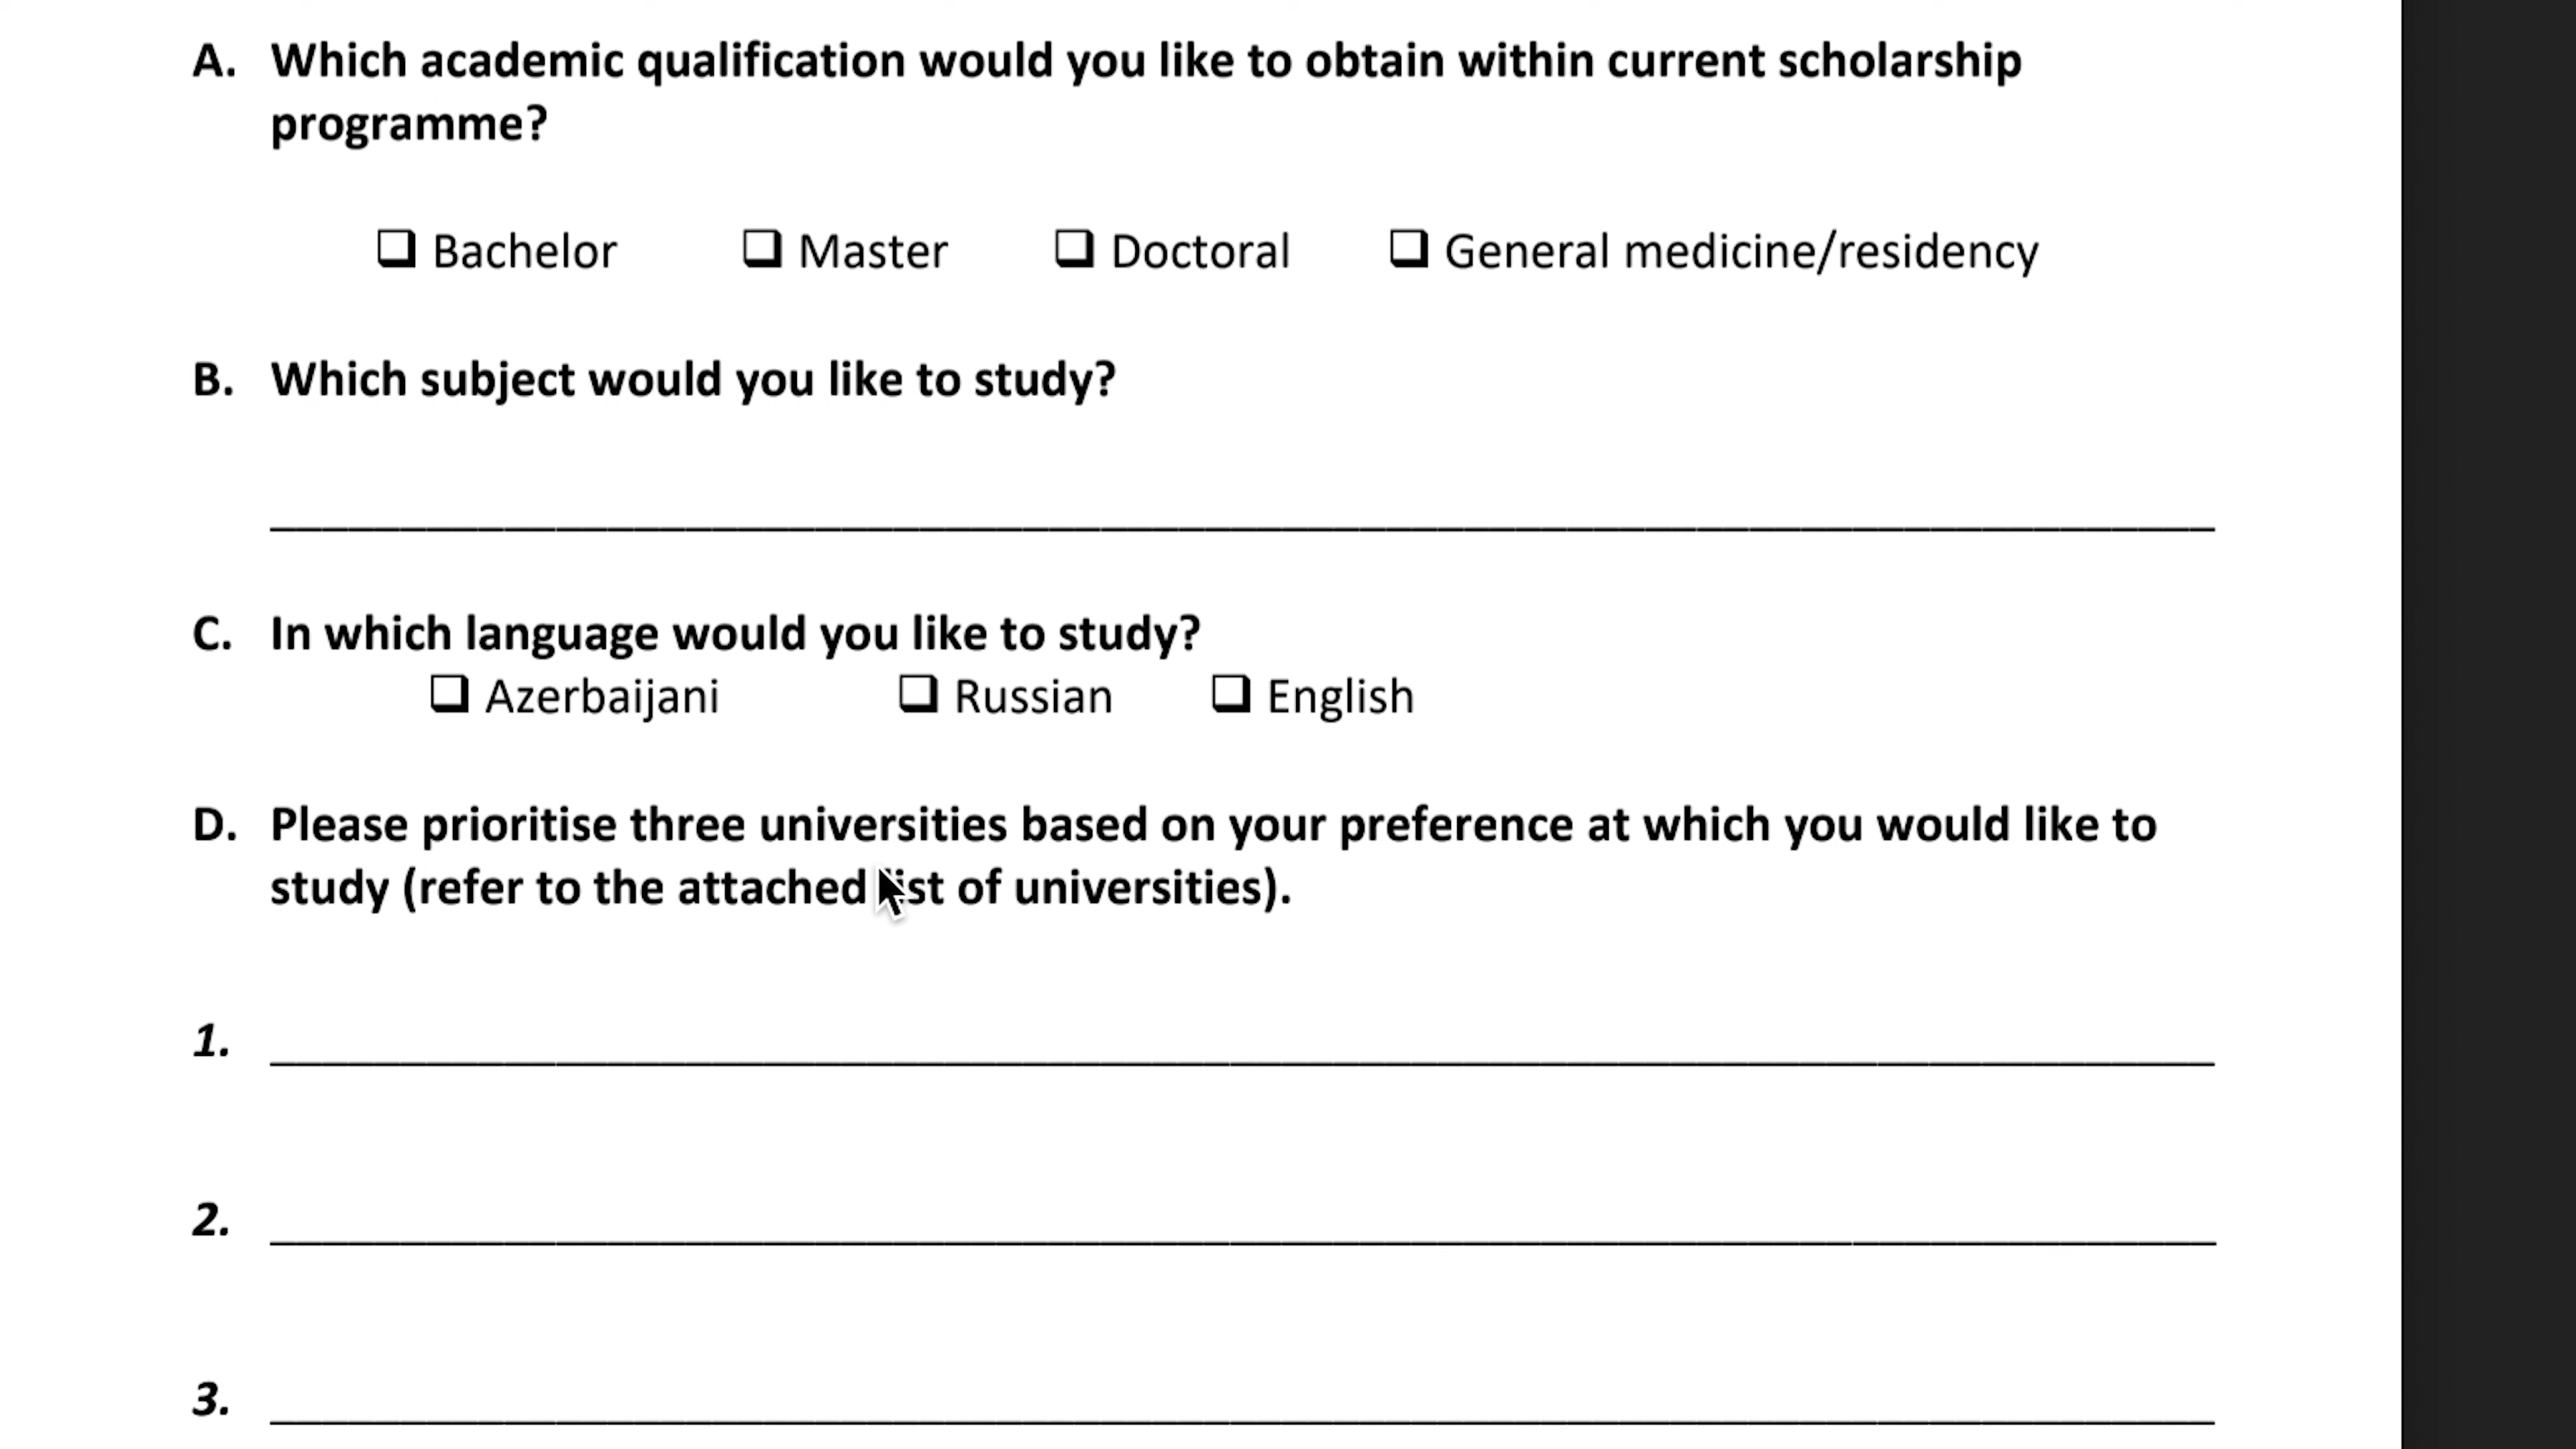 A. Which academic qualification would you like to obtain within current scholarship
programme?
❑ Bachelor ❑ Master ❑ Doctoral ❑ General medicine/residency
B. Which subject would you like to study?
C. In which language would you like to study?
❑ Azerbaijani ❑ Russian ❑ English
D. Please prioritise three universities based on your preference at which you would like to
study (refer to the attached list of universities).
1.
2.
3.